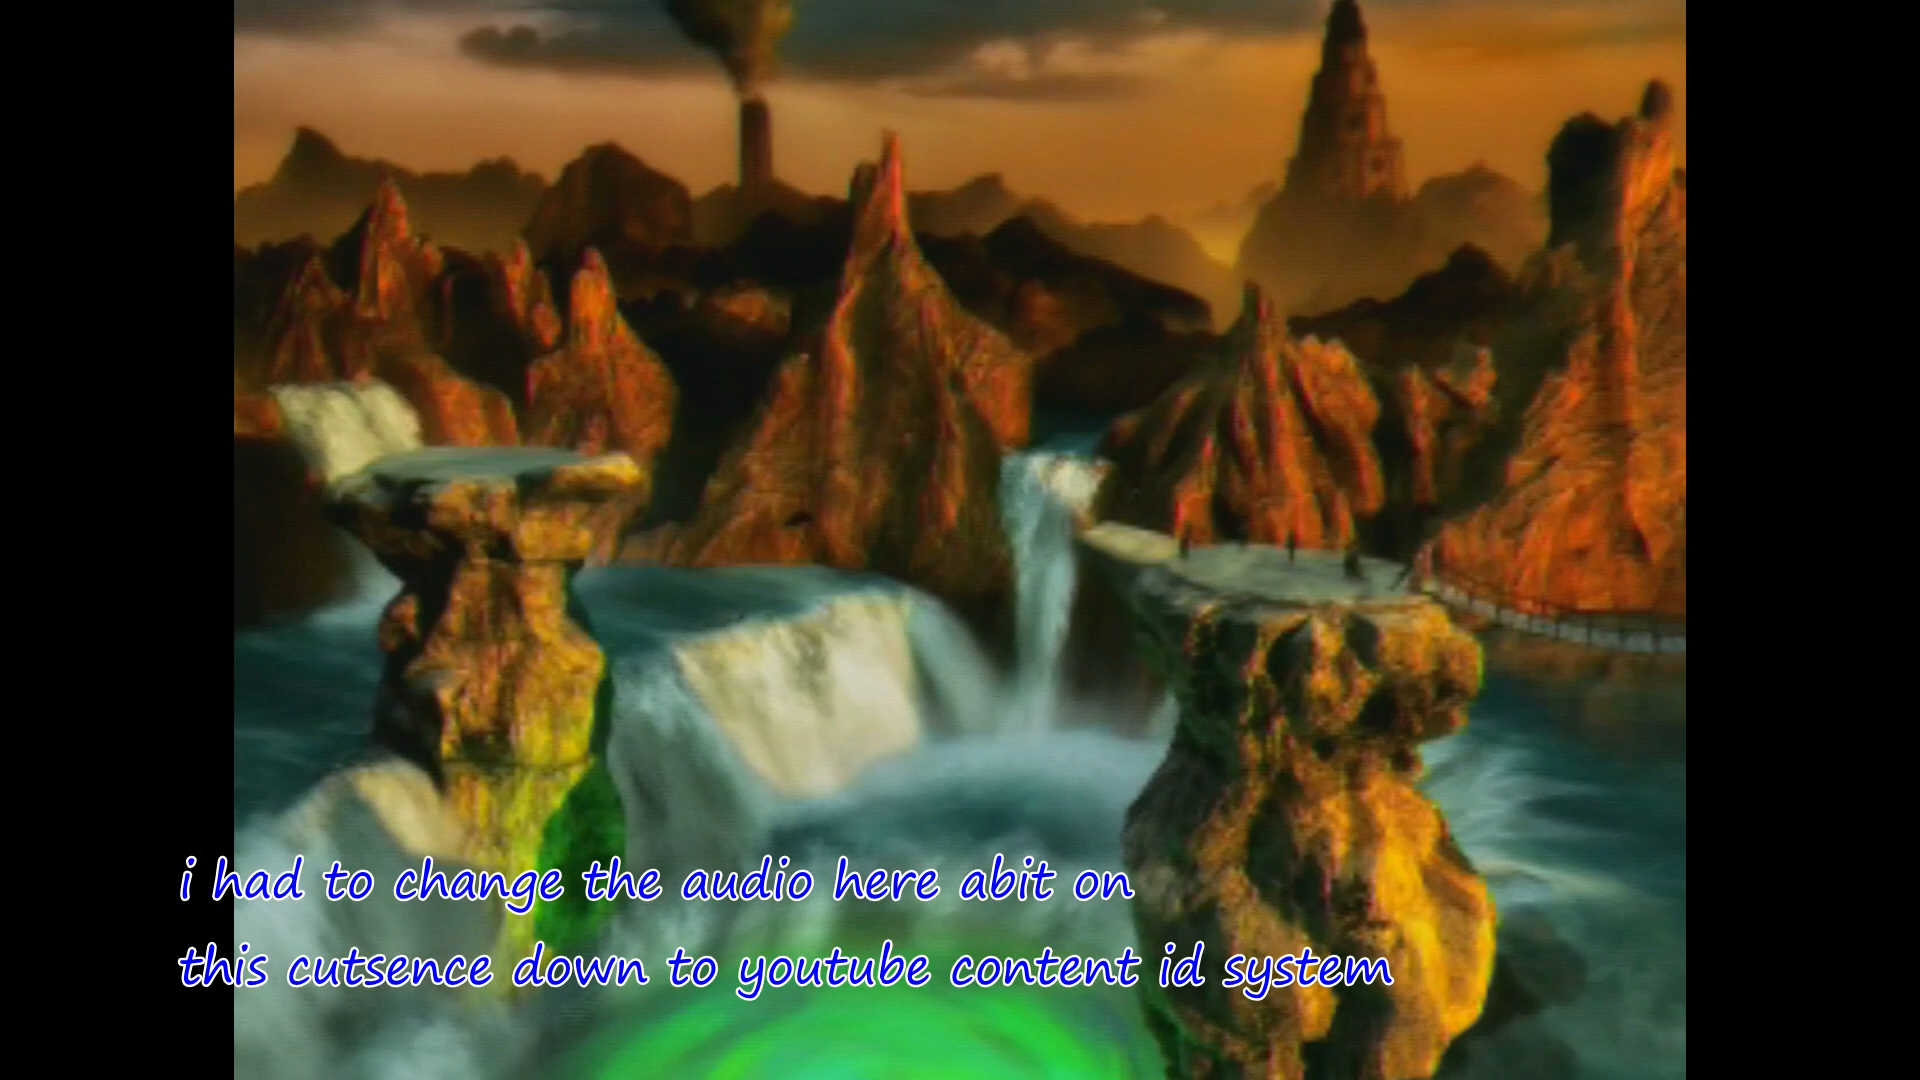 i had to change the audio here abit on
this cutsence down to youtube content id system